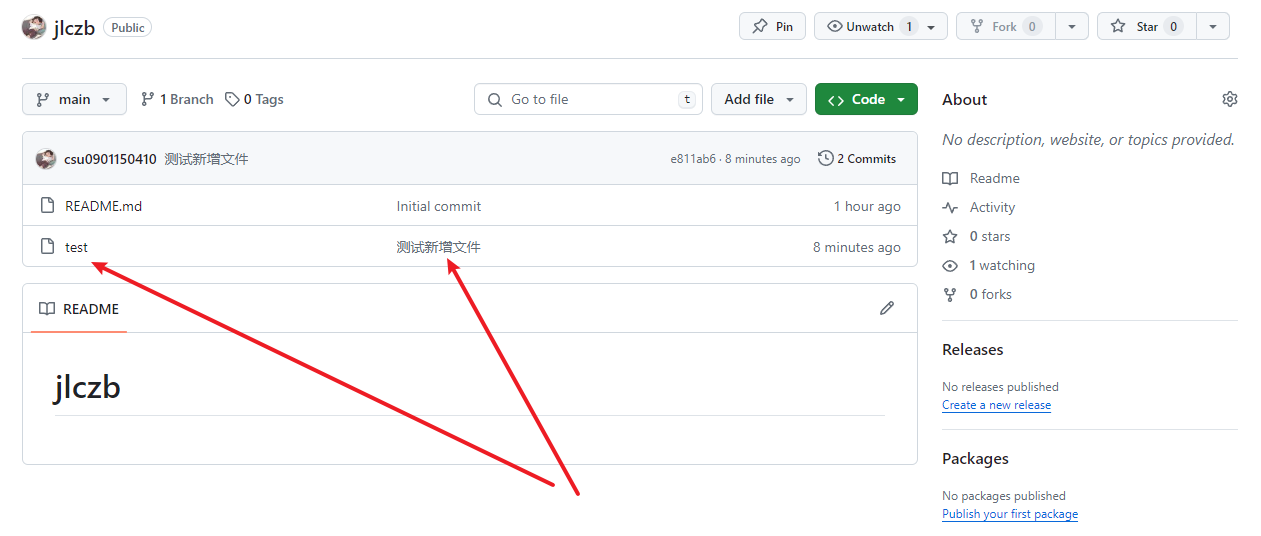 jlczb Public Pin Unwatch 1 Fork 0 Star 0
main 1 Branch 0 Tags Go to file t Add file Code
csu0901150410 测试新增文件 e811ab6 · 8 minutes ago 2 Commits
README.md Initial commit 1 hour ago
test 测试新增文件 8 minutes ago
README
jlczb
About
No description, website, or topics provided.
Readme
Activity
0 stars
1 watching
0 forks
Releases
No releases published
Create a new release
Packages
No packages published
Publish your first package